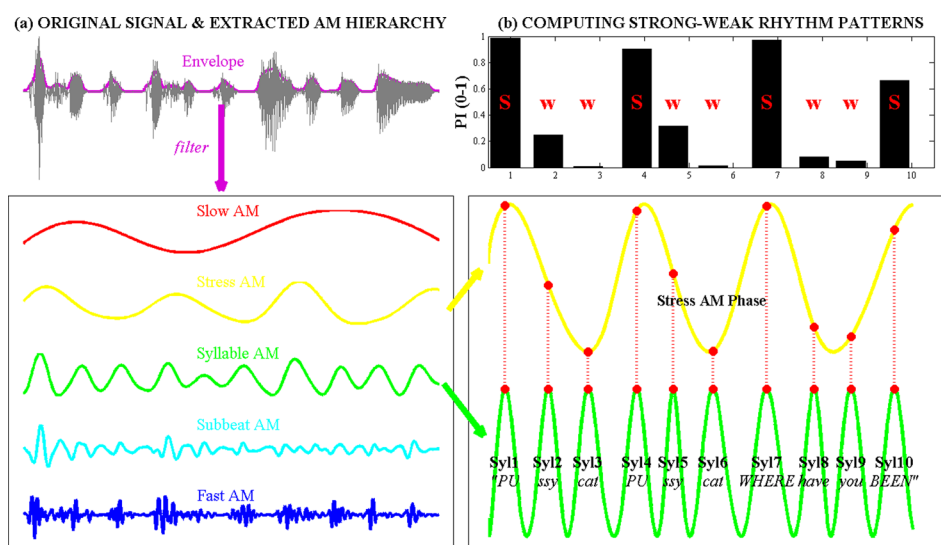 (a) ORIGINAL SIGNAL & EXTRACTED AM HIERARCHY
Envelope
filter
Slow AM
Stress AM
Syllable AM
Subbeat AM
Fast AM
(b) COMPUTING STRONG-WEAK RHYTHM PATTERNS
PI (0-1)
1
0.8
0.6
0.4
0.2
0
S w w S w w S w w S
1 2 3 4 5 6 7 8 9 10
Stress AM Phase
Syl1 Syl2 Syl3 Syl4 Syl5 Syl6 Syl7 Syl8 Syl9 Syl10
"PU ssy cat PU ssy cat WHERE have you BEEN"